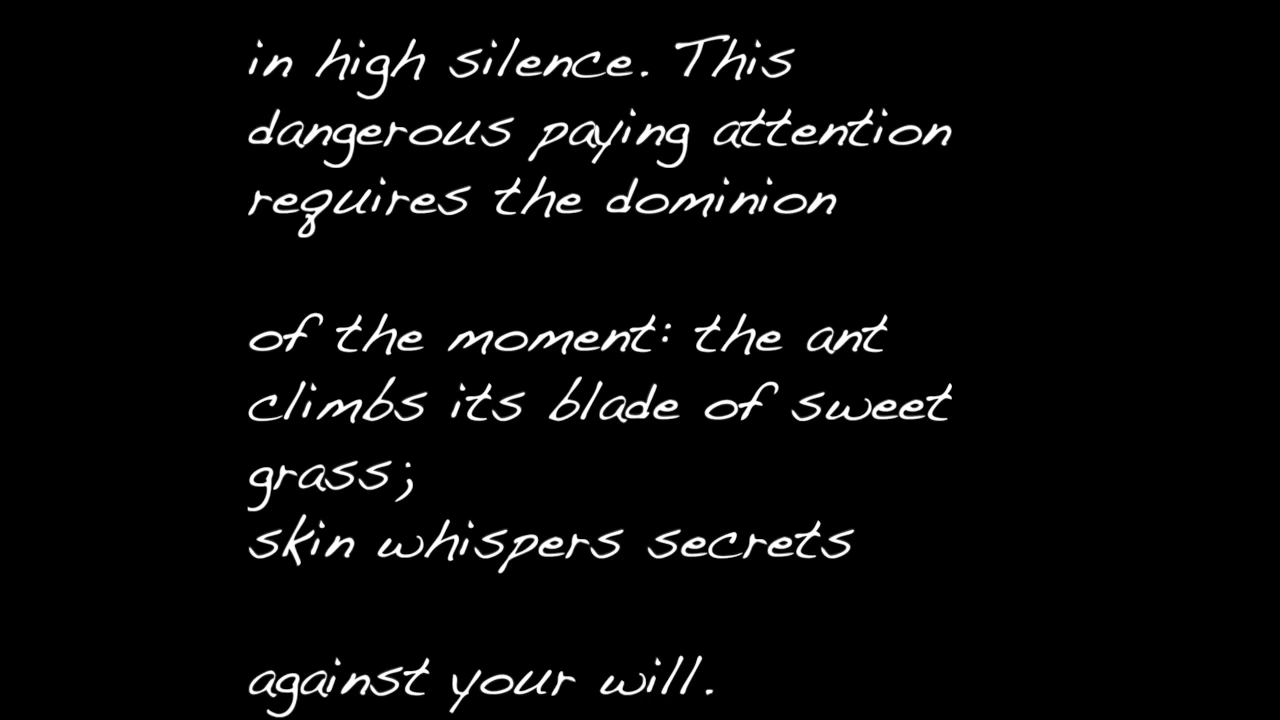 in high silence. This
dangerous paying attention
requires the dominion
of the moment: the ant
climbs its blade of sweet
grass;
skin whispers secrets
against your will.